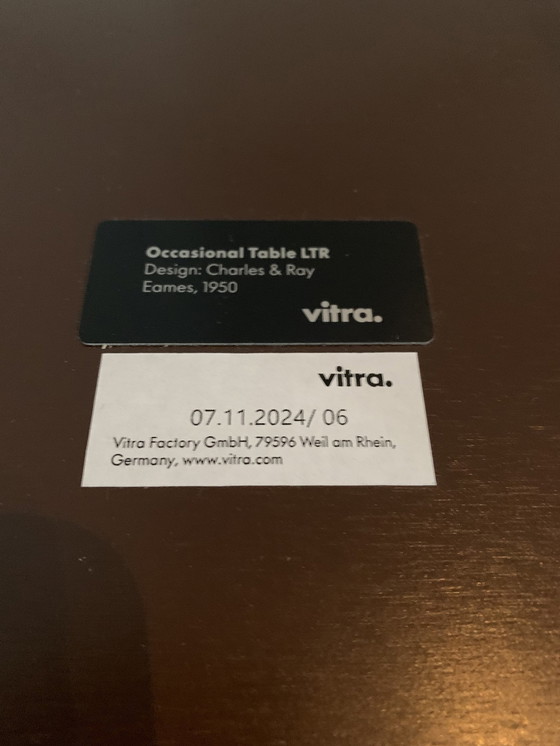 Occasional Table LTR
Design: Charles & Ray
Eames, 1950
vitra.
vitra.
07.11.2024/ 06
Vitra Factory GmbH, 79596 Weil am Rhein,
Germany, www.vitra.com